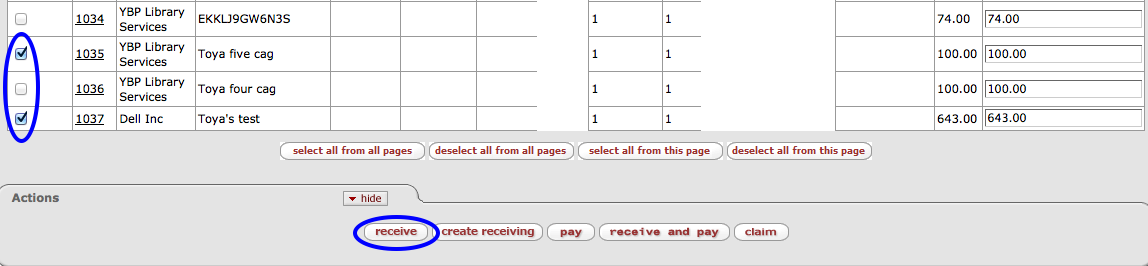 1034 YBP Library Services EKKLJ9GW6N3S 1 1 74.00 74.00
1035 YBP Library Services Toya five cag 1 1 100.00 100.00
1036 YBP Library Services Toya four cag 1 1 100.00 100.00
1037 Dell Inc Toya's test 1 1 643.00 643.00
select all from all pages deselect all from all pages select all from this page deselect all from this page
Actions hide
receive create receiving pay receive and pay claim